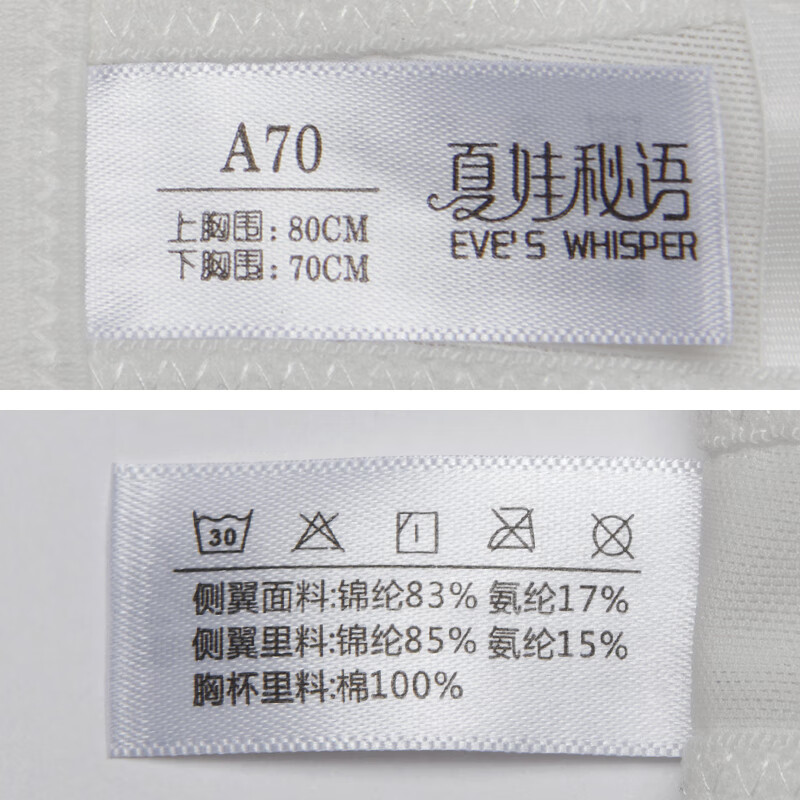 A70
上胸围: 80CM
下胸围: 70CM
夏娃秘语
EVE'S WHISPER
30
侧翼面料:锦纶83% 氨纶17%
侧翼里料:锦纶85% 氨纶15%
胸杯里料:棉100%